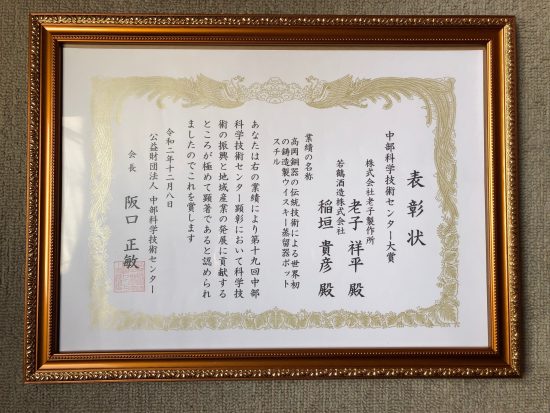 表彰状
中部科学技術センター大賞
株式会社老子製作所
老子 祥平 殿
若鶴酒造株式会社
稲垣 貴彦 殿
業績の名称
高岡銅器の伝統技術による世界初
の鋳造製ウイスキー蒸留器ポット
スチル
あなたは右の業績により第十九回中部
科学技術センター顕彰において科学技
術の振興と地域産業の発展に貢献する
ところが極めて顕著であると認められ
ましたのでこれを賞します
令和二年十二月八日
公益財団法人 中部科学技術センター
会長 阪口 正敏